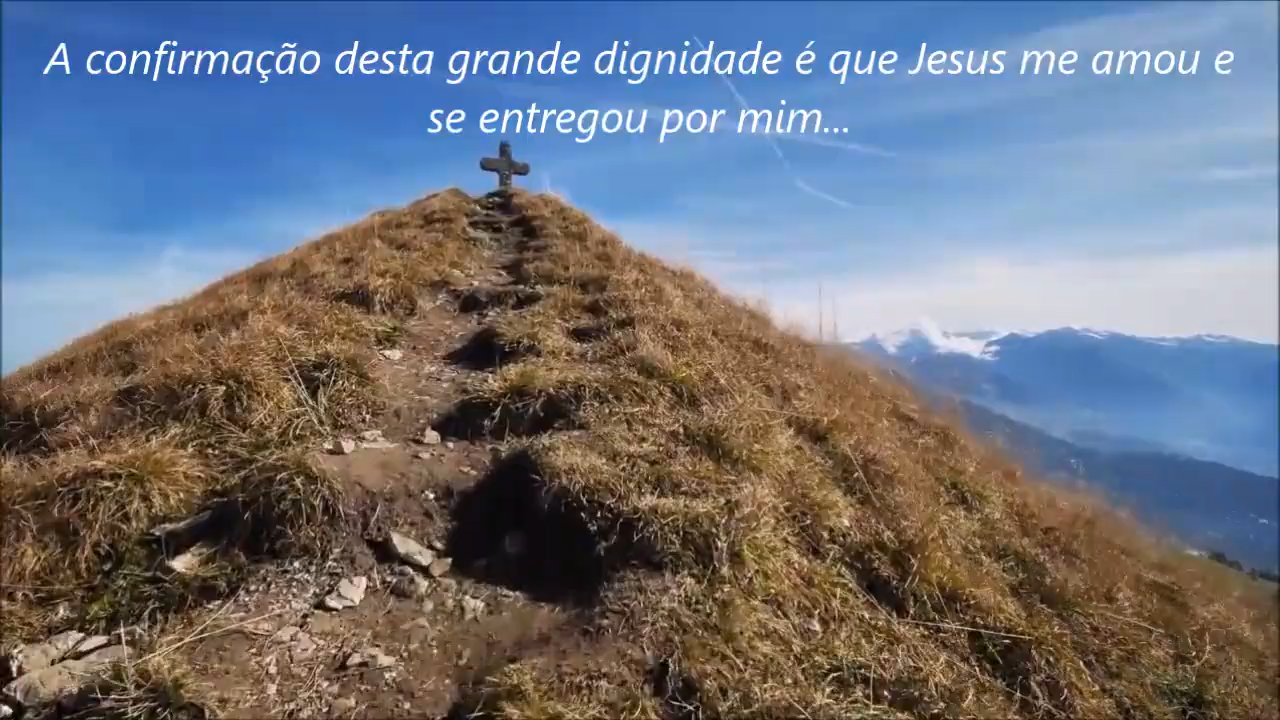 A confirmação desta grande dignidade é que Jesus me amou e
se entregou por mim...